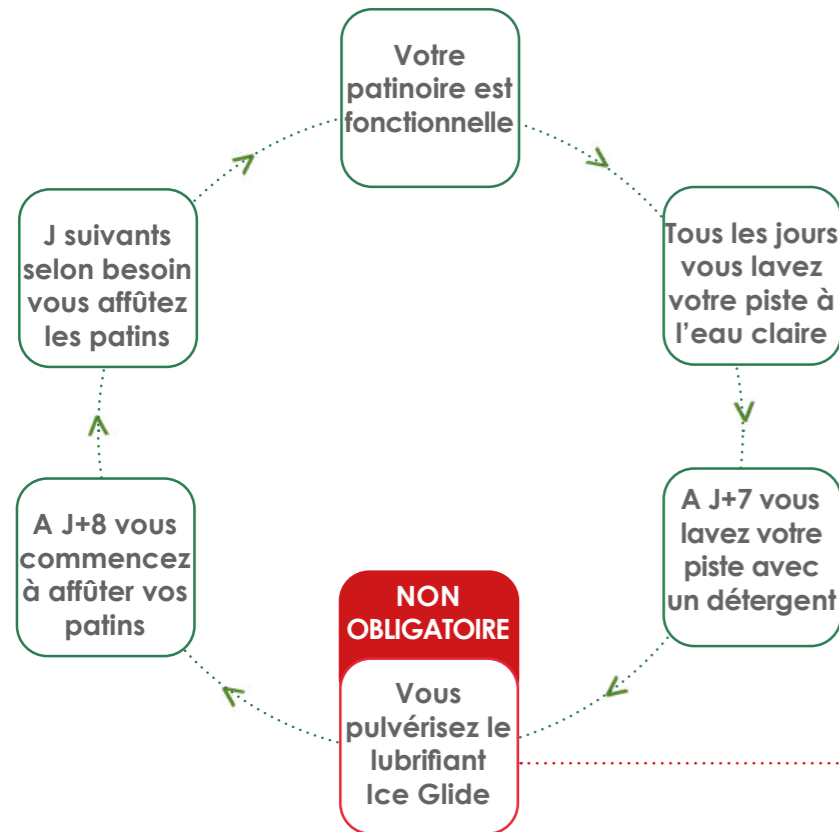 Votre
patinoire est
fonctionnelle
Tous les jours
vous lavez
votre piste à
l’eau claire
A J+7 vous
lavez votre
piste avec
un détergent
NON
OBLIGATOIRE
Vous
pulvérisez le
lubrifiant
Ice Glide
A J+8 vous
commencez
à affûter vos
patins
J suivants
selon besoin
vous affûtez
les patins